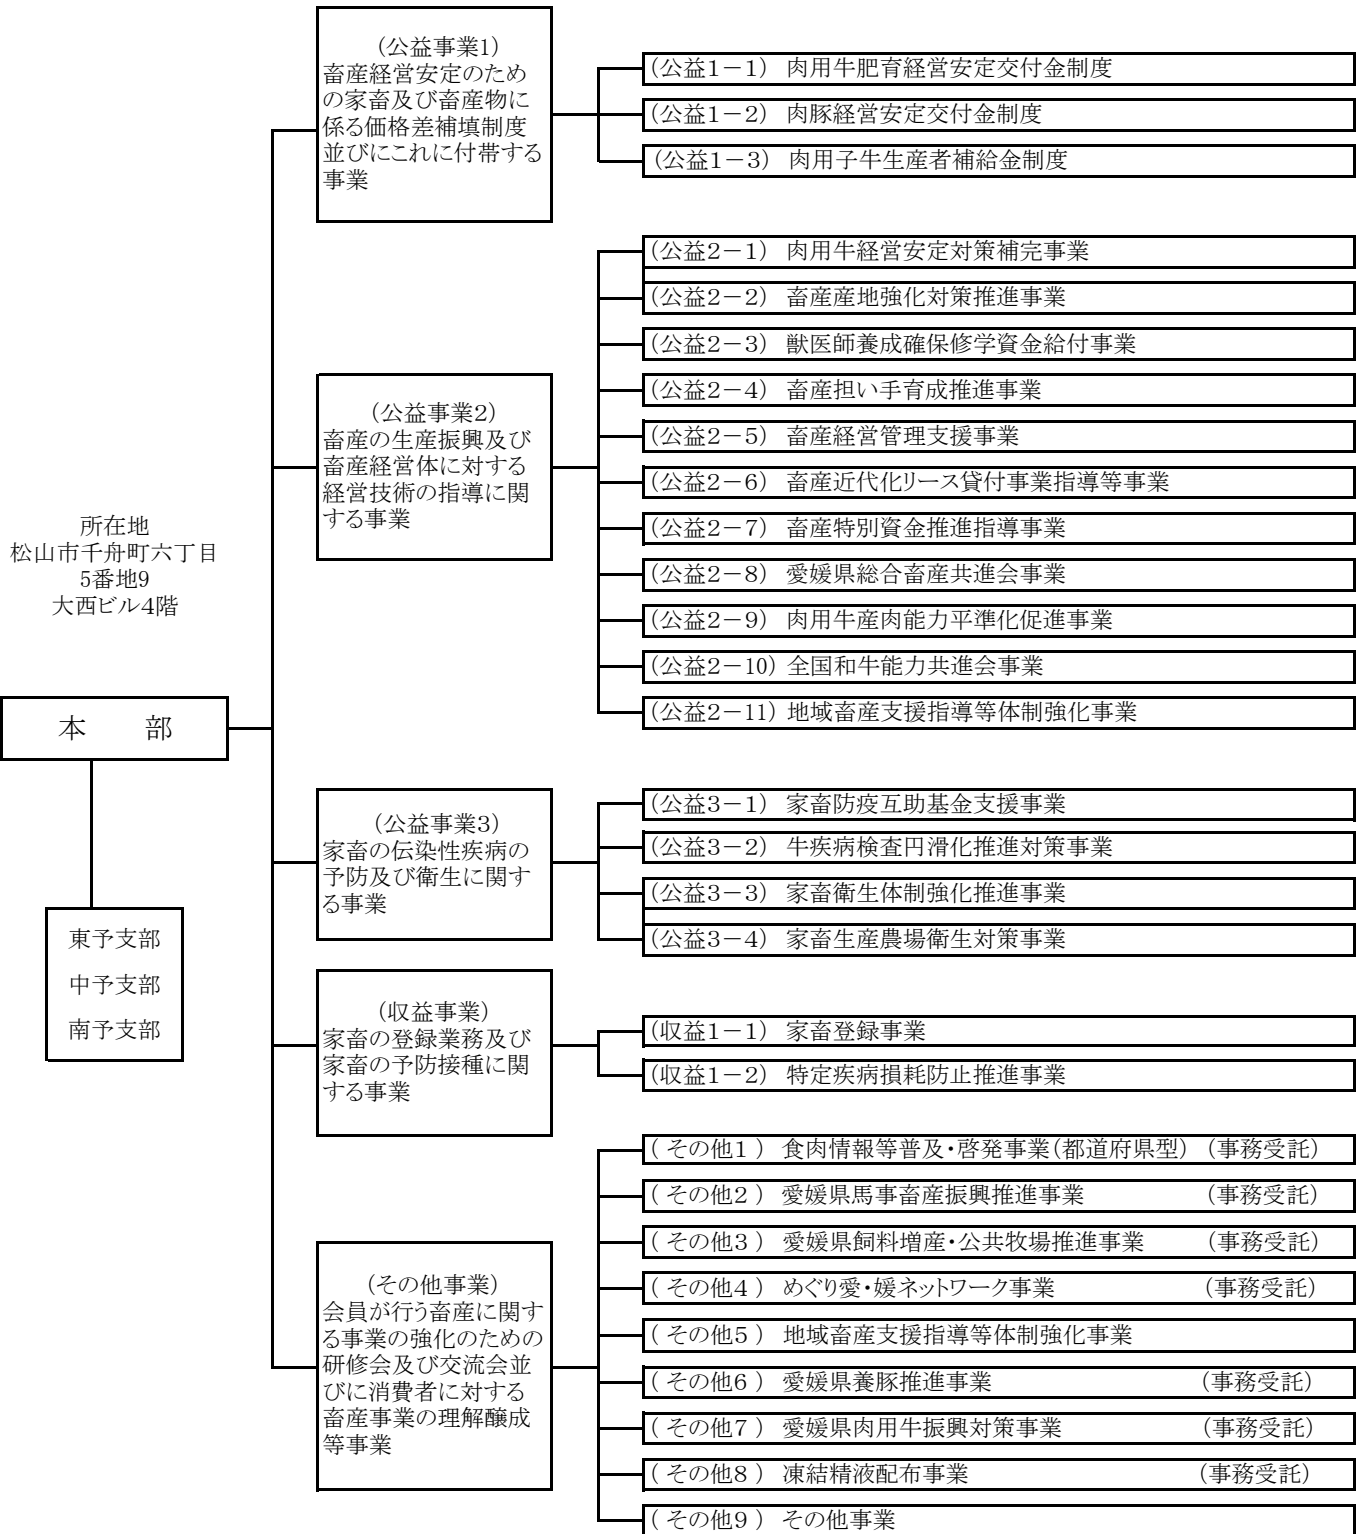 (公益事業1)
畜産経営安定のため
の家畜及び畜産物に
係る価格差補填制度
並びにこれに付帯する
事業
(公益1－1) 肉用牛肥育経営安定交付金制度
(公益1－2) 肉豚経営安定交付金制度
(公益1－3) 肉用子牛生産者補給金制度
(公益事業2)
畜産の生産振興及び
畜産経営体に対する
経営技術の指導に関
する事業
(公益2－1) 肉用牛経営安定対策補完事業
(公益2－2) 畜産産地強化対策推進事業
(公益2－3) 獣医師養成確保修学資金給付事業
(公益2－4) 畜産担い手育成推進事業
(公益2－5) 畜産経営管理支援事業
(公益2－6) 畜産近代化リース貸付事業指導等事業
(公益2－7) 畜産特別資金推進指導事業
(公益2－8) 愛媛県総合畜産共進会事業
(公益2－9) 肉用牛産肉能力平準化促進事業
(公益2－10) 全国和牛能力共進会事業
(公益2－11) 地域畜産支援指導等体制強化事業
所在地
松山市千舟町六丁目
5番地9
大西ビル4階
本　部
東予支部
中予支部
南予支部
(公益事業3)
家畜の伝染性疾病の
予防及び衛生に関す
る事業
(公益3－1) 家畜防疫互助基金支援事業
(公益3－2) 牛疾病検査円滑化推進対策事業
(公益3－3) 家畜衛生体制強化推進事業
(公益3－4) 家畜生産農場衛生対策事業
(収益事業)
家畜の登録業務及び
家畜の予防接種に関
する事業
(収益1－1) 家畜登録事業
(収益1－2) 特定疾病損耗防止推進事業
(その他事業)
会員が行う畜産に関す
る事業の強化のための
研修会及び交流会並
びに消費者に対する
畜産事業の理解醸成
等事業
( その他1 ) 食肉情報等普及・啓発事業(都道府県型) (事務受託)
( その他2 ) 愛媛県馬事畜産振興推進事業 (事務受託)
( その他3 ) 愛媛県飼料増産・公共牧場推進事業 (事務受託)
( その他4 ) めぐり愛・媛ネットワーク事業 (事務受託)
( その他5 ) 地域畜産支援指導等体制強化事業
( その他6 ) 愛媛県養豚推進事業 (事務受託)
( その他7 ) 愛媛県肉用牛振興対策事業 (事務受託)
( その他8 ) 凍結精液配布事業 (事務受託)
( その他9 ) その他事業